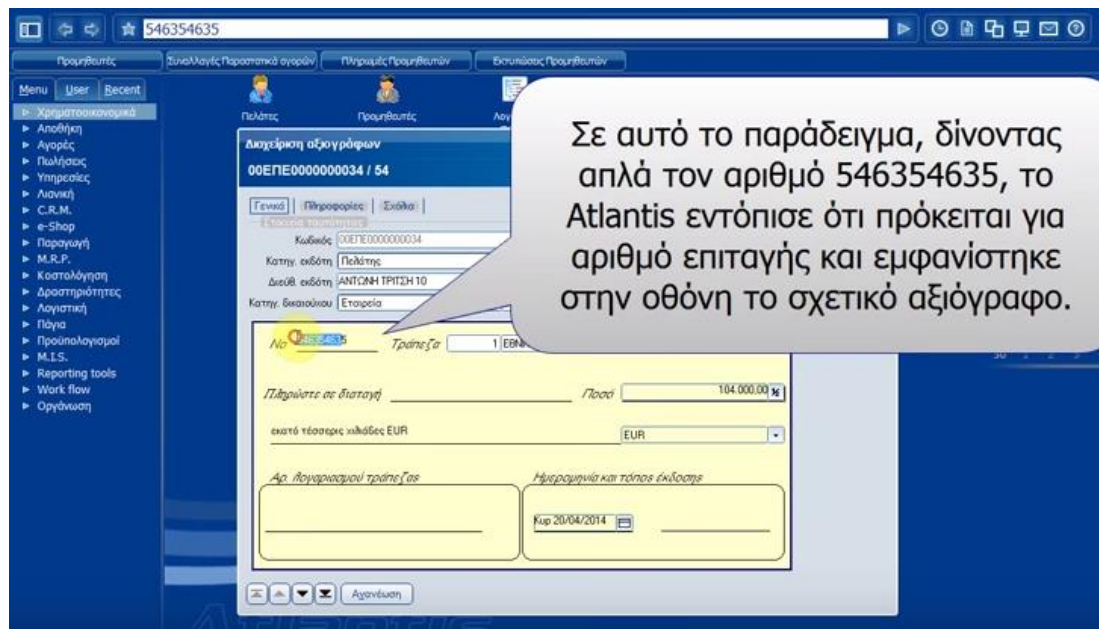 546354635
Προμηθευτές
Συναλλαγές Παραστατικά αγορών
Πληρωμές Προμηθευτών
Εκτυπώσεις Προμηθευτών
Menu User Recent
Χρηματοοικονομικά
Αποθήκη
Αγορές
Πωλήσεις
Υπηρεσίες
Λιανική
C.R.M.
e-Shop
Παραγωγή
M.R.P.
Κοστολόγηση
Δραστηριότητες
Λογιστική
Πάγια
Προϋπολογισμοί
M.I.S.
Reporting tools
Work flow
Οργάνωση
Πελάτες
Προμηθευτές
Σε αυτό το παράδειγμα, δίνοντας
απλά τον αριθμό 546354635, το
Atlantis εντόπισε ότι πρόκειται για
αριθμό επιταγής και εμφανίστηκε
στην οθόνη το σχετικό αξιόγραφο.
Διαχείριση αξιογράφων
00ΕΠΕ0000000034 / 54
Γενικά Πληροφορίες Σχόλια
Κωδικός 00ΕΠΕ0000000034
Κατηγ. εκδότη Πελάτης
Διεύθ. εκδότη ΑΝΤΩΝΗ ΤΡΙΤΣΗ 10
Κατηγ. δικαιούχου Εταιρεία
Νο 546354635 Τράπεζα 1
Πληρώστε σε διαταγή Ποσό 104.000,00
εκατό τέσσερις χιλιάδες EUR EUR
Αρ. λογαριασμού τράπεζας Ημερομηνία και τόπος έκδοσης
Κυρ 20/04/2014
Ανανέωση
Atlantis